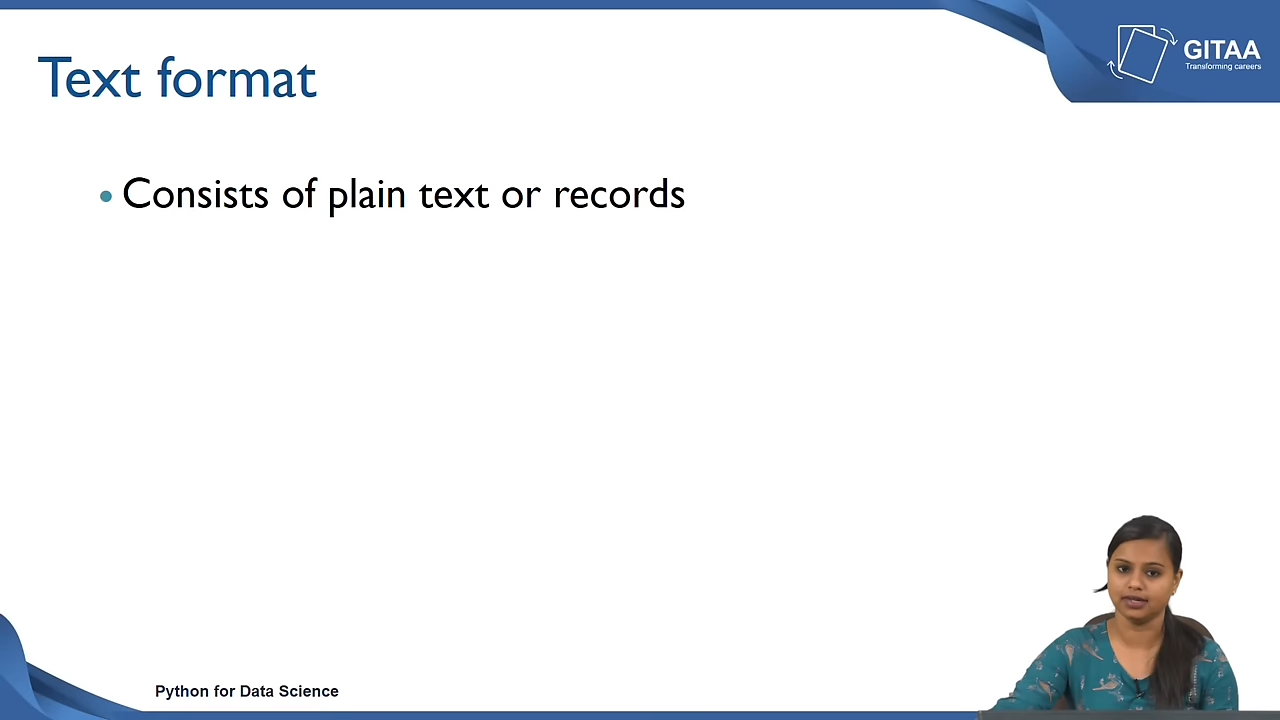 Text format
GITAA
Transforming careers
• Consists of plain text or records
Python for Data Science